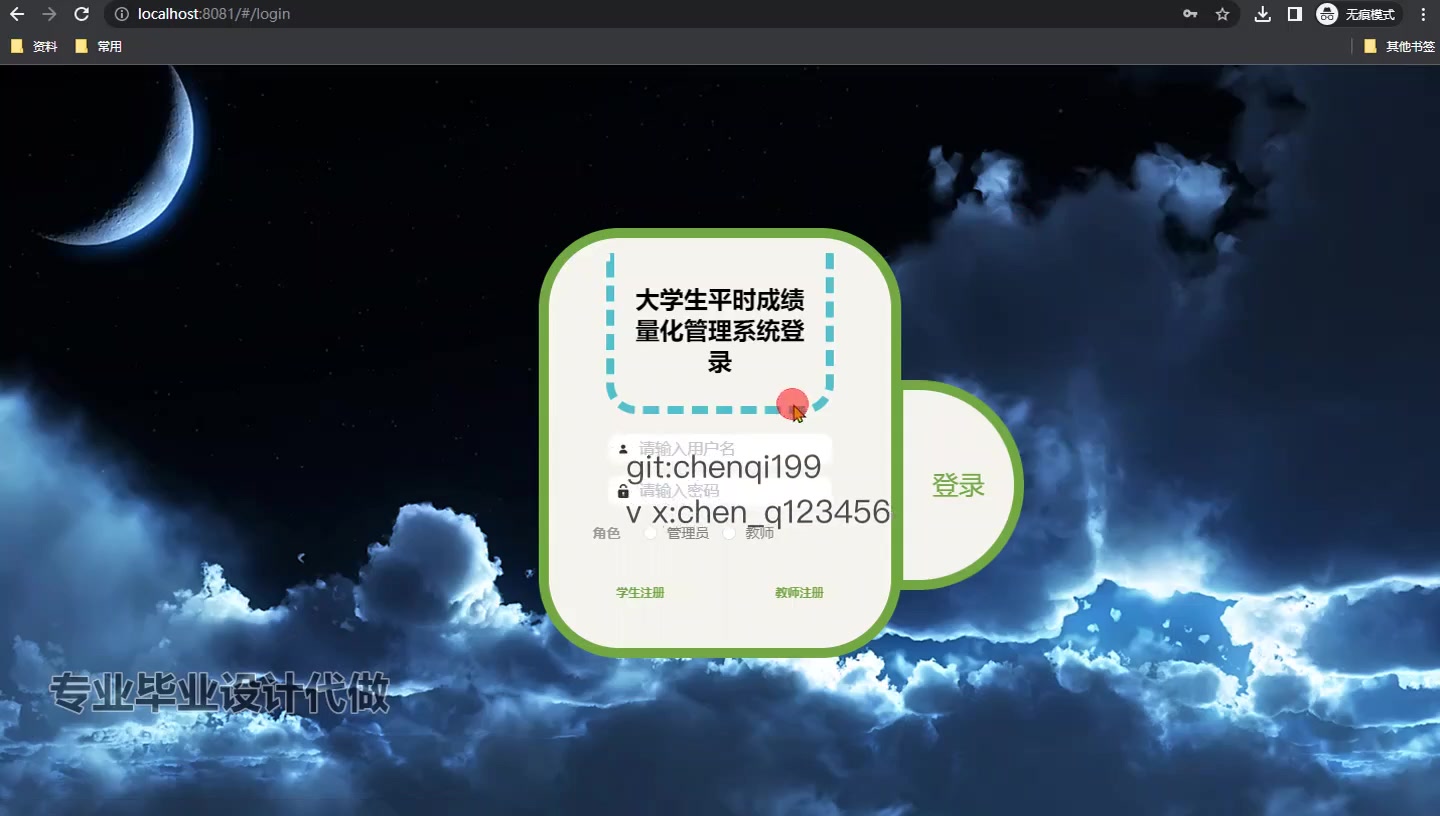 localhost:8081/#/login
无痕模式
资料
常用
其他书签
大学生平时成绩
量化管理系统登
录
请输入用户名
git:chenqi199
请输入密码
v x:chen_q123456
角色
管理员
教师
登录
学生注册
教师注册
专业毕业设计代做